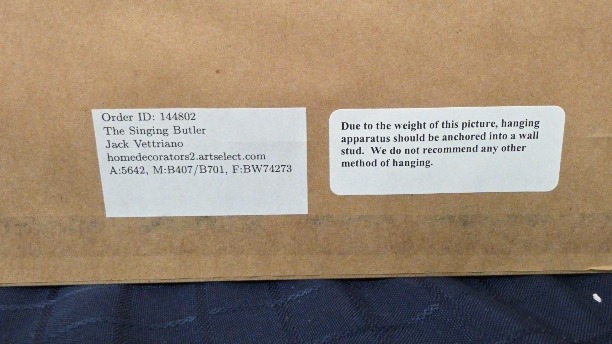 Order ID: 144802
The Singing Butler
Jack Vettriano
homedecorators2.artselect.com
A:5642, M:B407/B701, F:BW74273
Due to the weight of this picture, hanging
apparatus should be anchored into a wall
stud. We do not recommend any other
method of hanging.